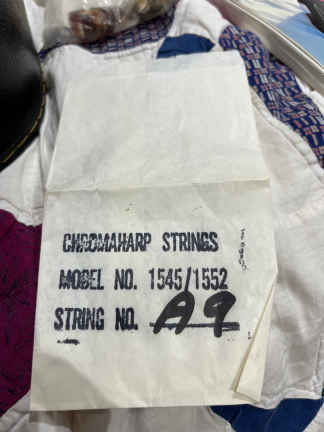 CHROMAHARP STRINGS
MODEL NO. 1545/1552
STRING NO. A9